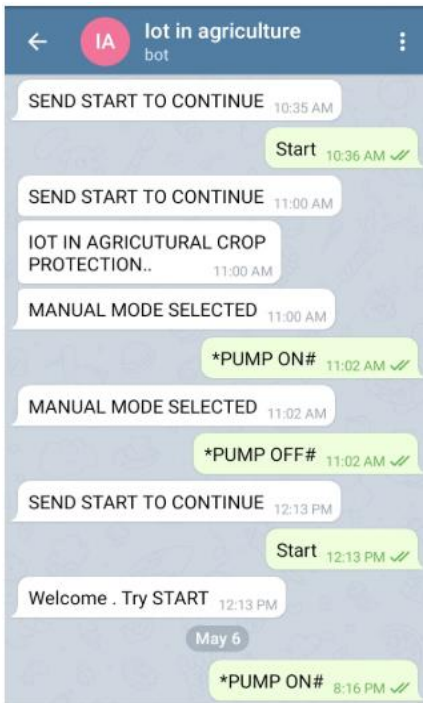 IA
Iot in agriculture
bot
SEND START TO CONTINUE 10:35 AM
Start 10:36 AM
SEND START TO CONTINUE 11:00 AM
IOT IN AGRICUTURAL CROP
PROTECTION.. 11:00 AM
MANUAL MODE SELECTED 11:00 AM
*PUMP ON# 11:02 AM
MANUAL MODE SELECTED 11:02 AM
*PUMP OFF# 11:02 AM
SEND START TO CONTINUE 12:13 PM
Start 12:13 PM
Welcome . Try START 12:13 PM
May 6
*PUMP ON# 8:16 PM